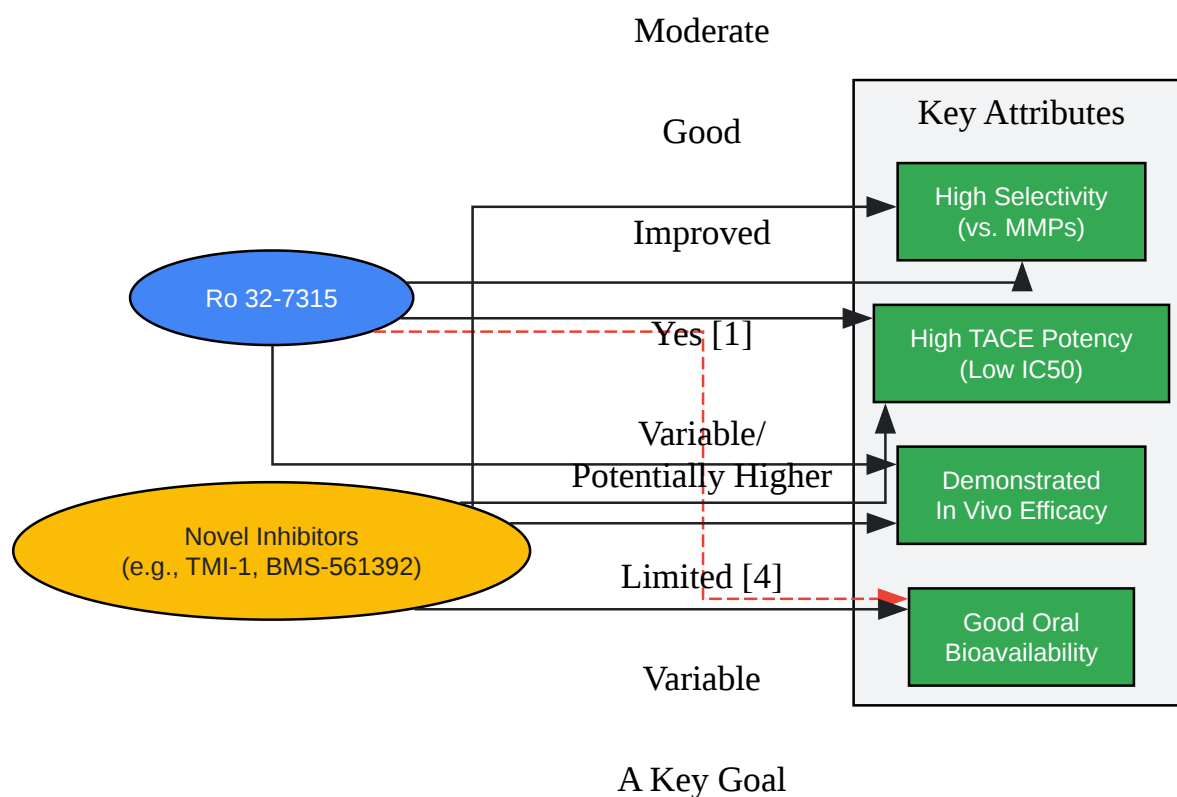 Moderate
Key Attributes
Good
High Selectivity
(vs. MMPs)
Improved
Ro 32-7315
Yes [1]
High TACE Potency
(Low IC50)
Variable/
Potentially Higher
Demonstrated
In Vivo Efficacy
Novel Inhibitors
(e.g., TMI-1, BMS-561392)
Limited [4]
Good Oral
Bioavailability
Variable
A Key Goal